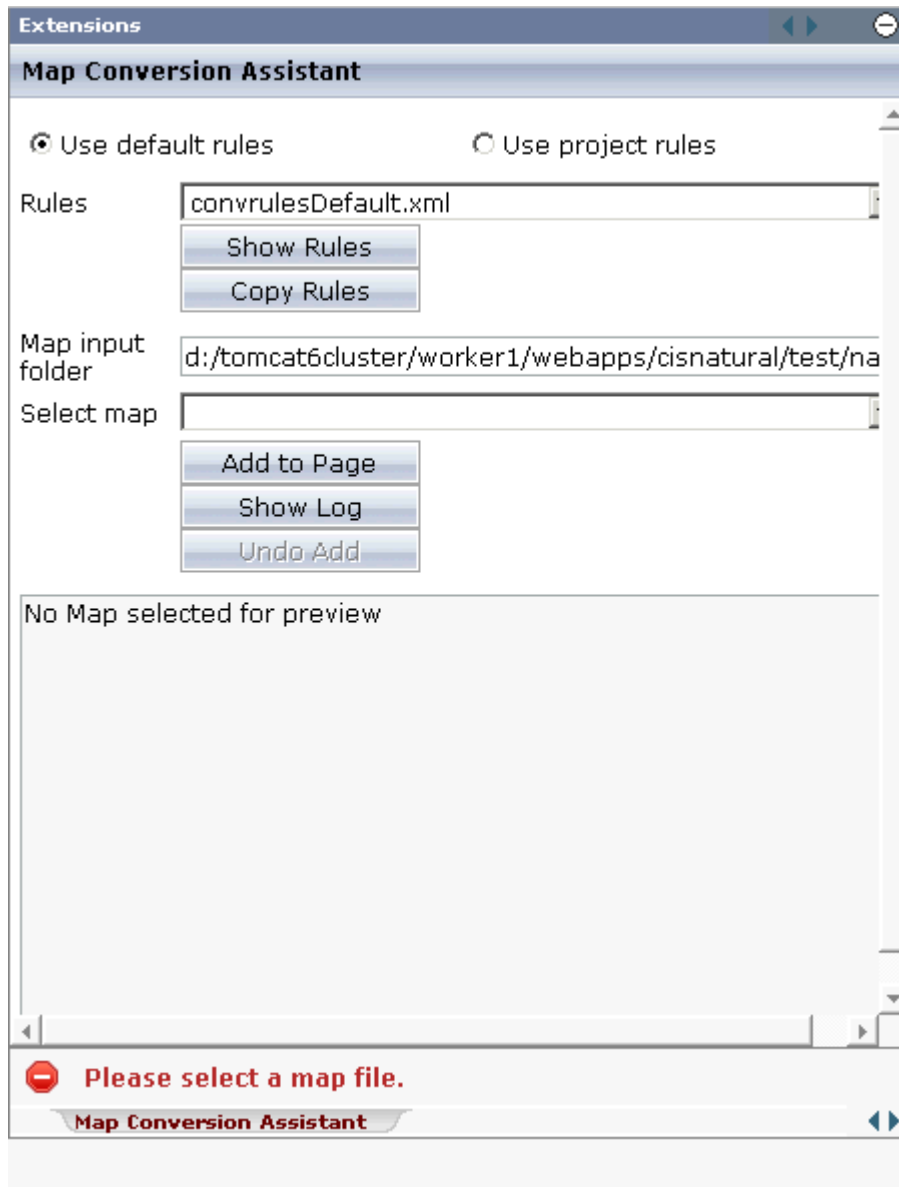 Extensions
Map Conversion Assistant
Use default rules Use project rules
Rules convrulesDefault.xml
Show Rules
Copy Rules
Map input
folder
d:/tomcat6cluster/worker1/webapps/cisnatural/test/na
Select map
Add to Page
Show Log
Undo Add
No Map selected for preview
Please select a map file.
Map Conversion Assistant